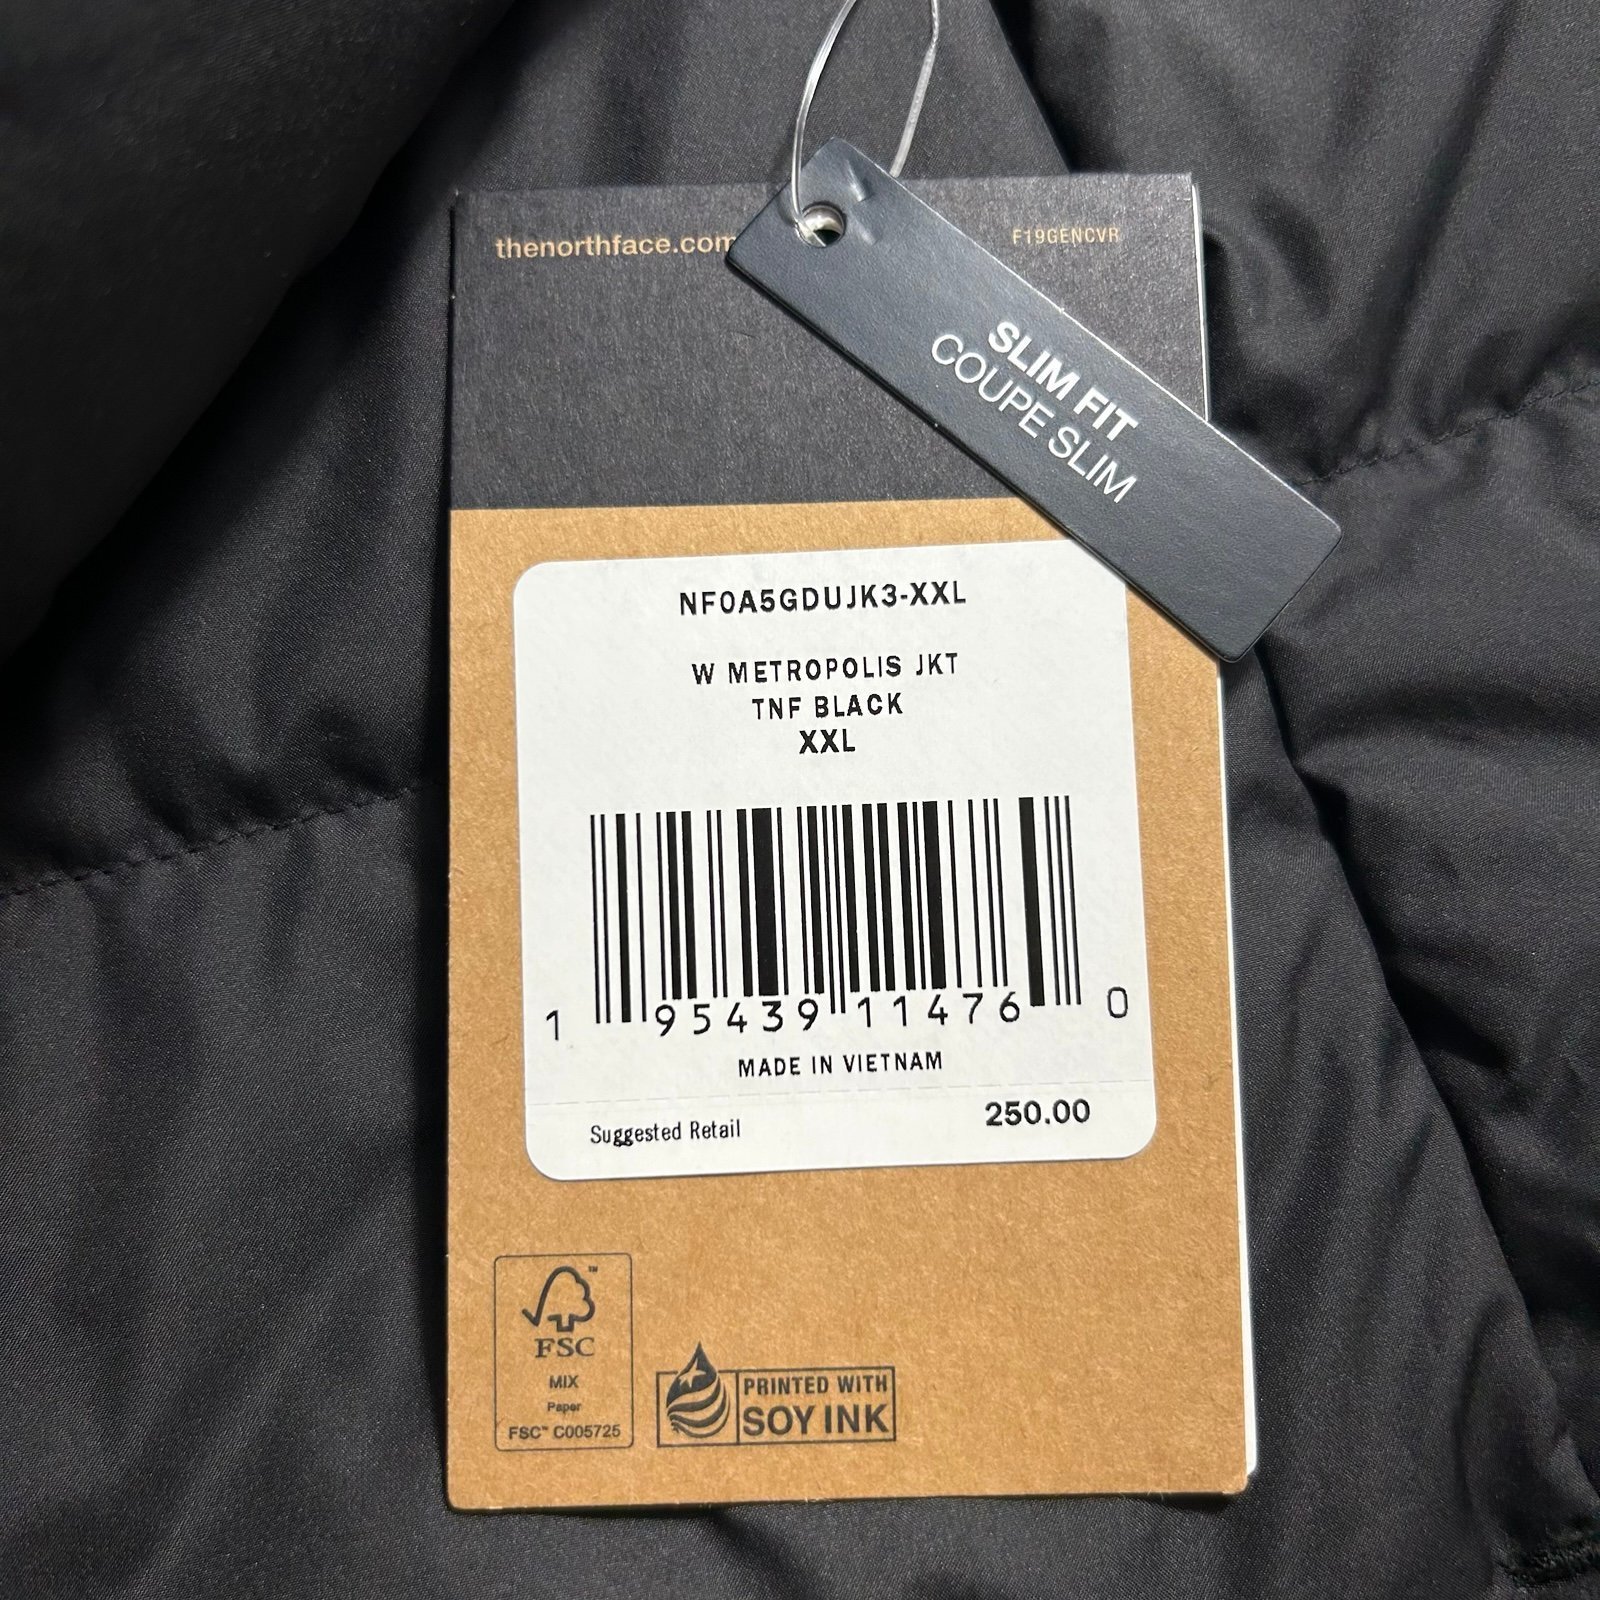 thenorthface.com
F19GENCVR
SLIM FIT
COUPE SLIM
NF0A5GDUJK3-XXL
W METROPOLIS JKT
TNF BLACK
XXL
1 95439 11476 0
MADE IN VIETNAM
Suggested Retail 250.00
FSC
MIX
Paper
FSC™ C005725
PRINTED WITH
SOY INK